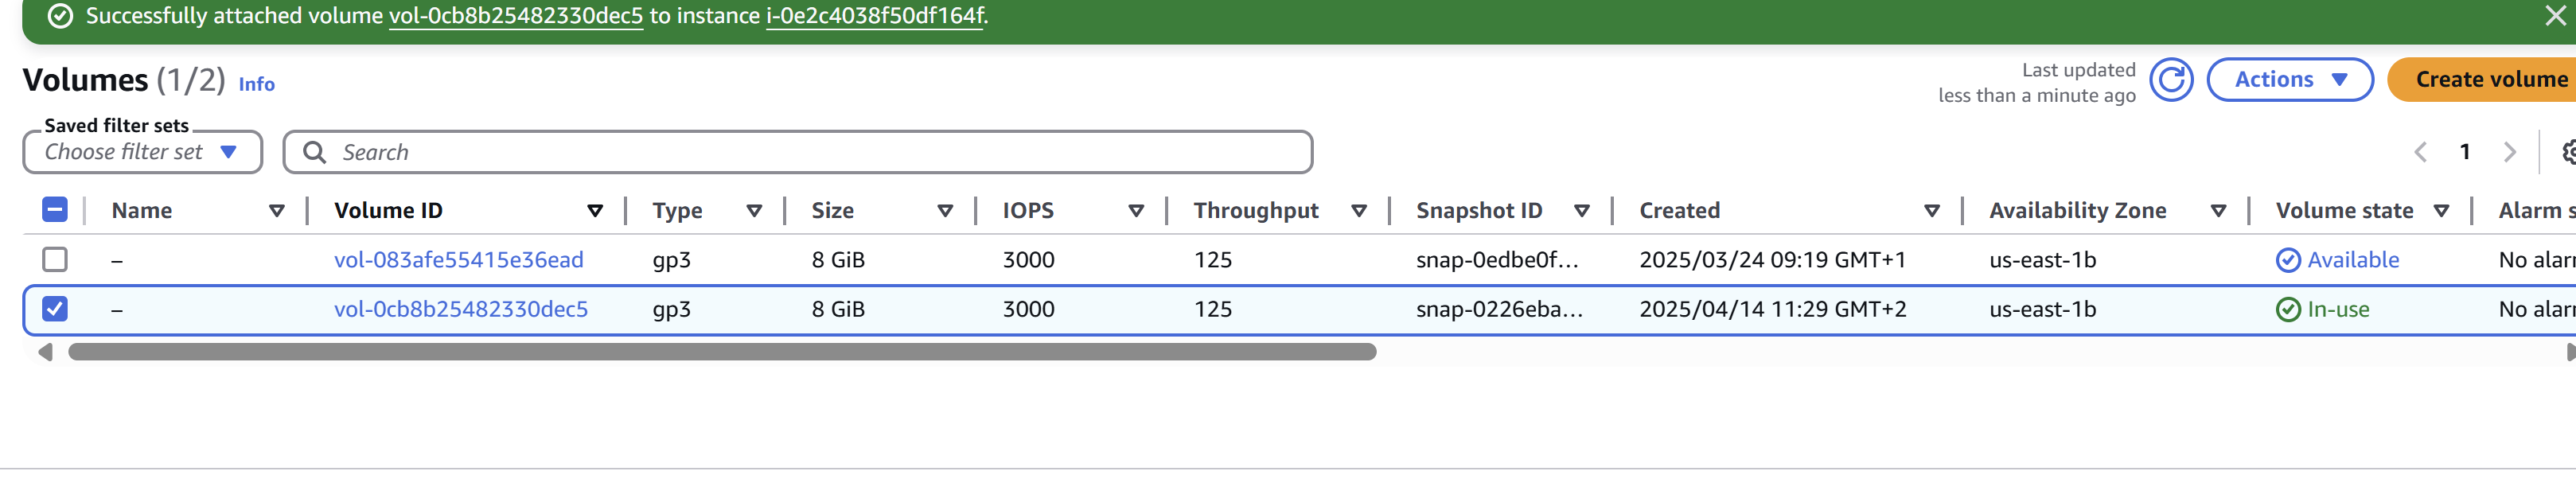 Successfully attached volume vol-0cb8b25482330dec5 to instance i-0e2c4038f50df164f.
Volumes (1/2) Info
Last updated
less than a minute ago
Actions
Create volume
Saved filter sets
Choose filter set
Search
1
Name Volume ID Type Size IOPS Throughput Snapshot ID Created Availability Zone Volume state Alarm s
– vol-083afe55415e36ead gp3 8 GiB 3000 125 snap-0edbe0f... 2025/03/24 09:19 GMT+1 us-east-1b Available No alarr
– vol-0cb8b25482330dec5 gp3 8 GiB 3000 125 snap-0226eba... 2025/04/14 11:29 GMT+2 us-east-1b In-use No alarr